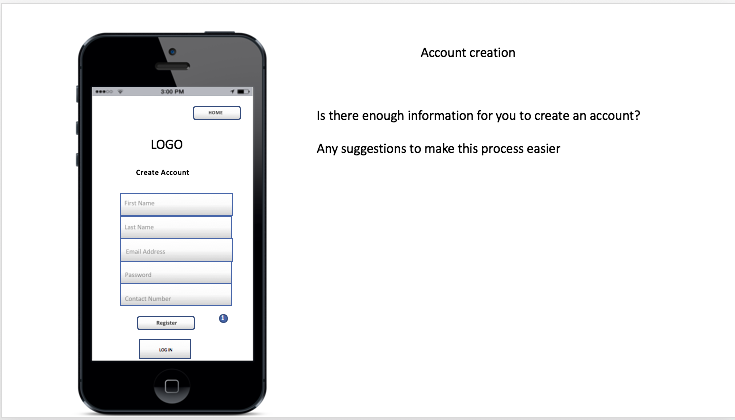 Account creation
Is there enough information for you to create an account?
Any suggestions to make this process easier
3:00 PM
HOME
LOGO
Create Account
First Name
Last Name
Email Address
Password
Contact Number
Register
1
LOG IN